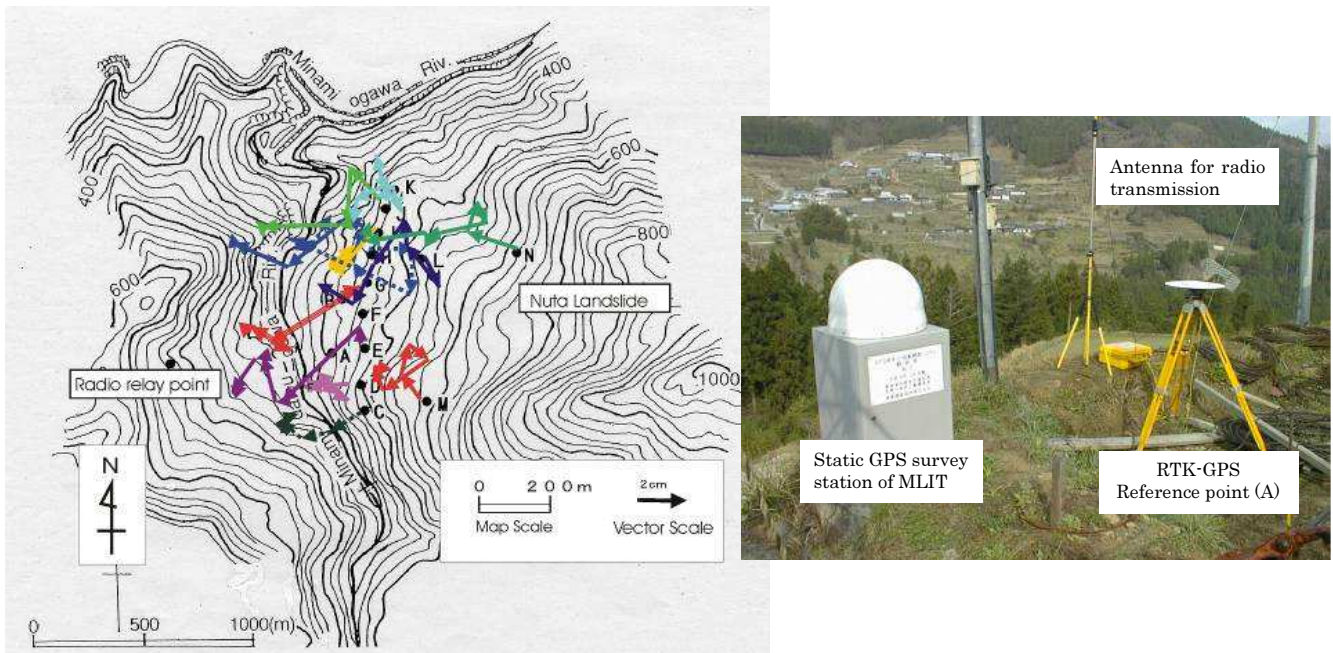 Minami
ogawa Riv.
400
600
400
800
600
1000
K
L
N
H
G
F
E
A
D
C
M
Nuta Landslide
Radio relay point
Minami
N
0 200m
Map Scale
2cm
Vector Scale
0 500 1000(m)
Antenna for radio
transmission
Static GPS survey
station of MLIT
RTK-GPS
Reference point (A)